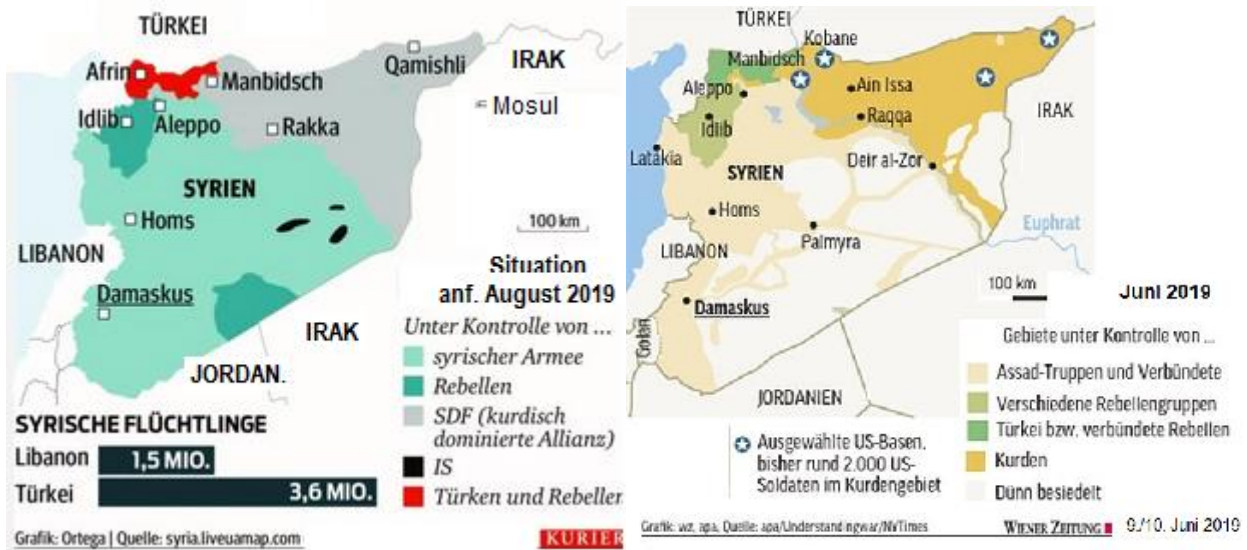 TÜRKEI
Afrin
Manbidsch
Qamishli
IRAK
Mosul
Idlib
Aleppo
Rakka
SYRIEN
Homs
100 km
LIBANON
Situation
anf. August 2019
Damaskus
IRAK
JORDAN.
Unter Kontrolle von ...
syrischer Armee
Rebellen
SDF (kurdisch
dominierte Allianz)
IS
Türken und Rebellen
SYRISCHE FLÜCHTLINGE
Libanon 1,5 MIO.
Türkei 3,6 MIO.
Grafik: Ortega | Quelle: syria.liveuamap.com
KURIER
TÜRKEI
Kobane
Manbidsch
Aleppo
Ain Issa
IRAK
Idlib
Raqqa
Latakia
Deir al-Zor
SYRIEN
Homs
Euphrat
Palmyra
LIBANON
100 km
Juni 2019
Damaskus
Golan
Gebiete unter Kontrolle von ...
JORDANIEN
Assad-Truppen und Verbündete
Verschiedene Rebellengruppen
Türkei bzw. verbündete Rebellen
Kurden
Dünn besiedelt
Ausgewählte US-Basen,
bisher rund 2.000 US-
Soldaten im Kurdengebiet
Grafik: wz, apa, Quelle: apa/Understandingwar/NYTimes
WIENER ZEITUNG
9./10. Juni 2019